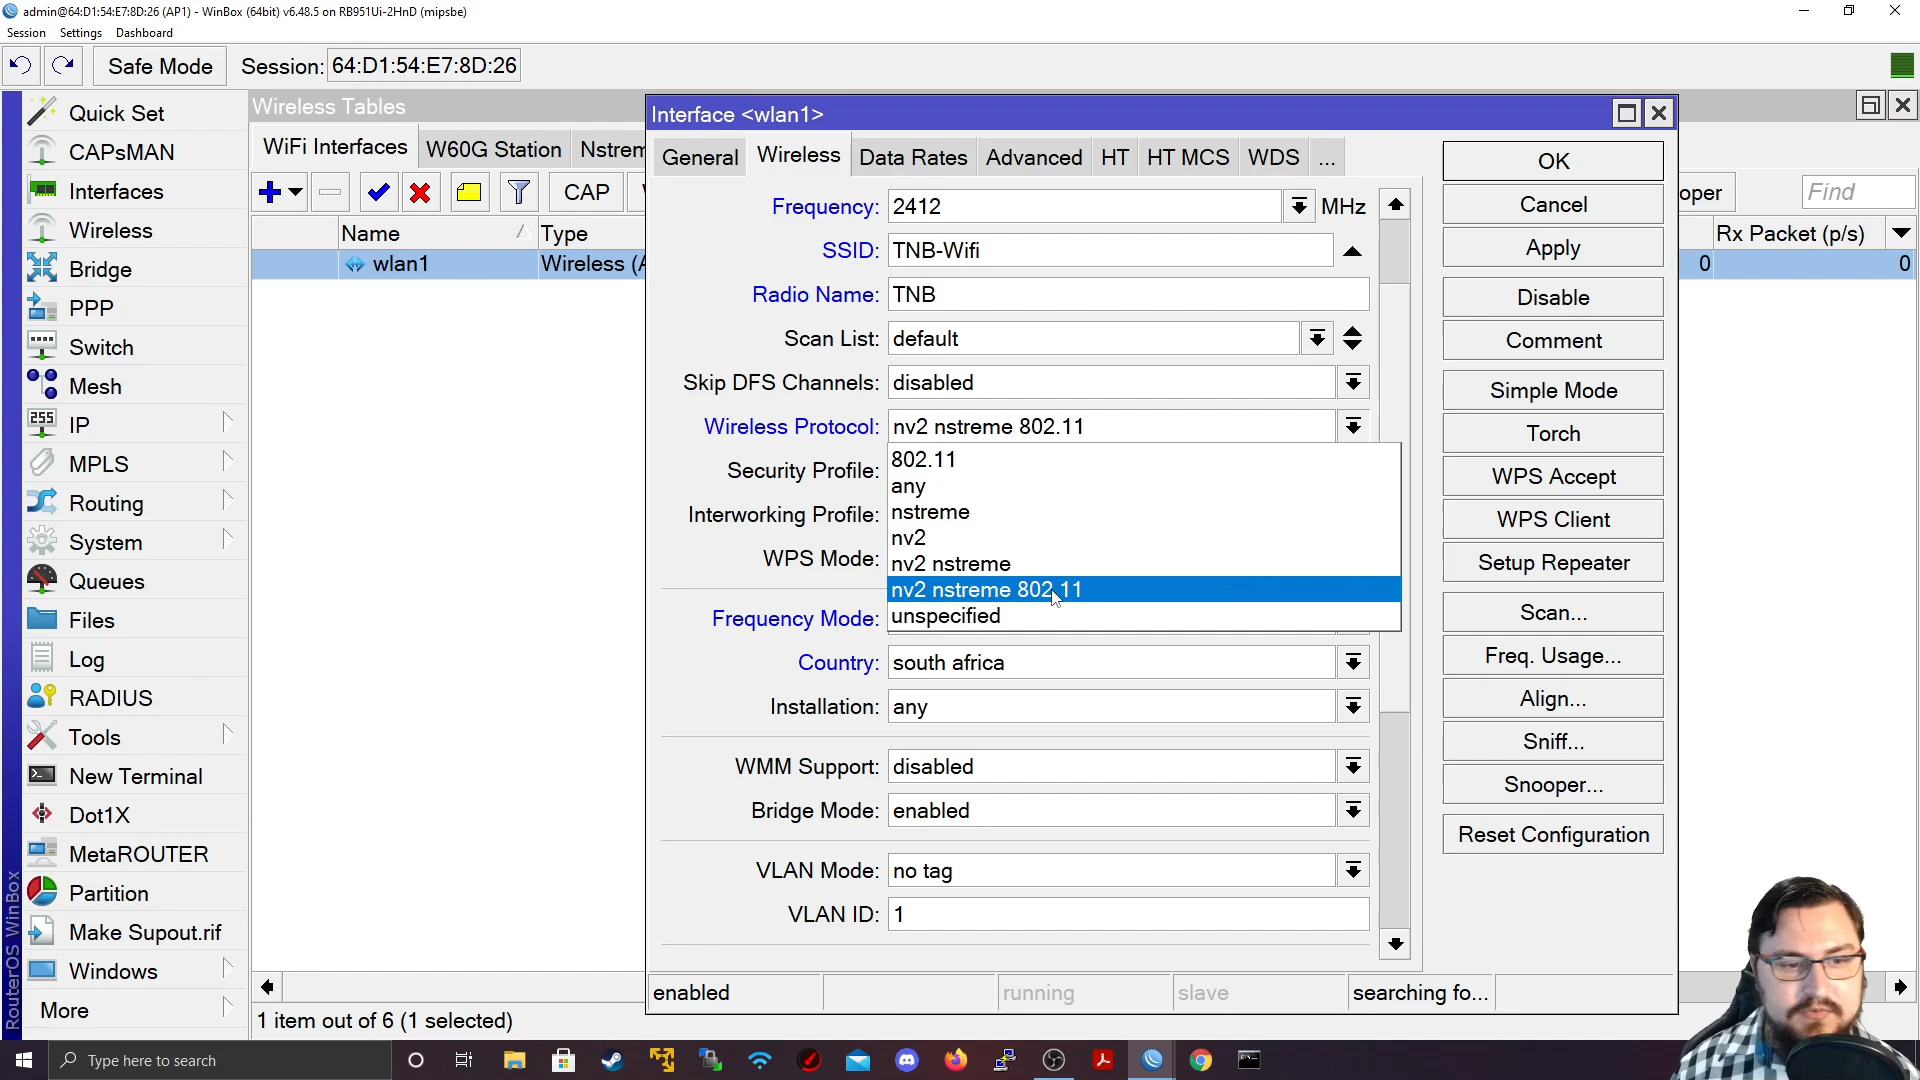 admin@64:D1:54:E7:8D:26 (AP1) - WinBox (64bit) v6.48.5 on RB951Ui-2HnD (mipsbe)
Session Settings Dashboard
Safe Mode Session: 64:D1:54:E7:8D:26
Quick Set
CAPsMAN
Interfaces
Wireless
Bridge
PPP
Switch
Mesh
IP
MPLS
Routing
System
Queues
Files
Log
RADIUS
Tools
New Terminal
Dot1X
MetaROUTER
Partition
Make Supout.rif
Windows
More
RouterOS WinBox
Wireless Tables
WiFi Interfaces W60G Station Nstrem
CAP
oper Find
Name Type Rx Packet (p/s)
wlan1 Wireless (A 0 0
1 item out of 6 (1 selected)
Interface <wlan1>
General Wireless Data Rates Advanced HT HT MCS WDS ...
Frequency: 2412 MHz
SSID: TNB-Wifi
Radio Name: TNB
Scan List: default
Skip DFS Channels: disabled
Wireless Protocol: nv2 nstreme 802.11
Security Profile:
Interworking Profile:
WPS Mode:
802.11
any
nstreme
nv2
nv2 nstreme
nv2 nstreme 802.11
unspecified
Frequency Mode:
Country: south africa
Installation: any
WMM Support: disabled
Bridge Mode: enabled
VLAN Mode: no tag
VLAN ID: 1
OK
Cancel
Apply
Disable
Comment
Simple Mode
Torch
WPS Accept
WPS Client
Setup Repeater
Scan...
Freq. Usage...
Align...
Sniff...
Snooper...
Reset Configuration
enabled running slave searching fo...
Type here to search